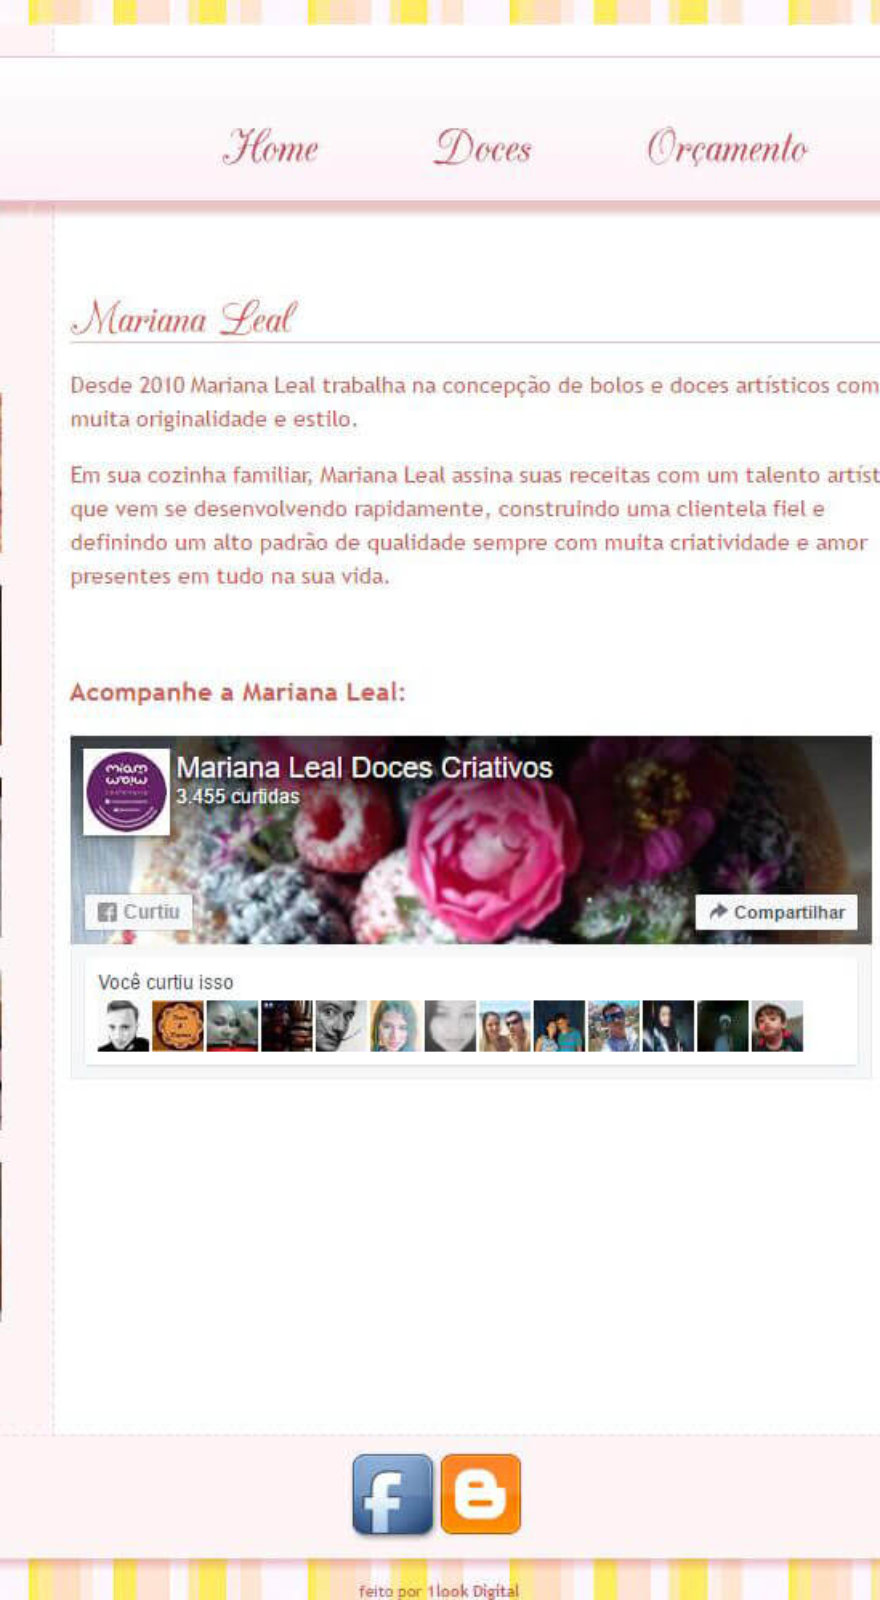 Home Doces Orçamento
Mariana Leal
Desde 2010 Mariana Leal trabalha na concepção de bolos e doces artísticos com
muita originalidade e estilo.
Em sua cozinha familiar, Mariana Leal assina suas receitas com um talento artíst
que vem se desenvolvendo rapidamente, construindo uma clientela fiel e
definindo um alto padrão de qualidade sempre com muita criatividade e amor
presentes em tudo na sua vida.
Acompanhe a Mariana Leal:
miam
Mariana Leal Doces Criativos
3.455 curtidas
Curtiu
Compartilhar
Você curtiu isso
feito por 1look Digital